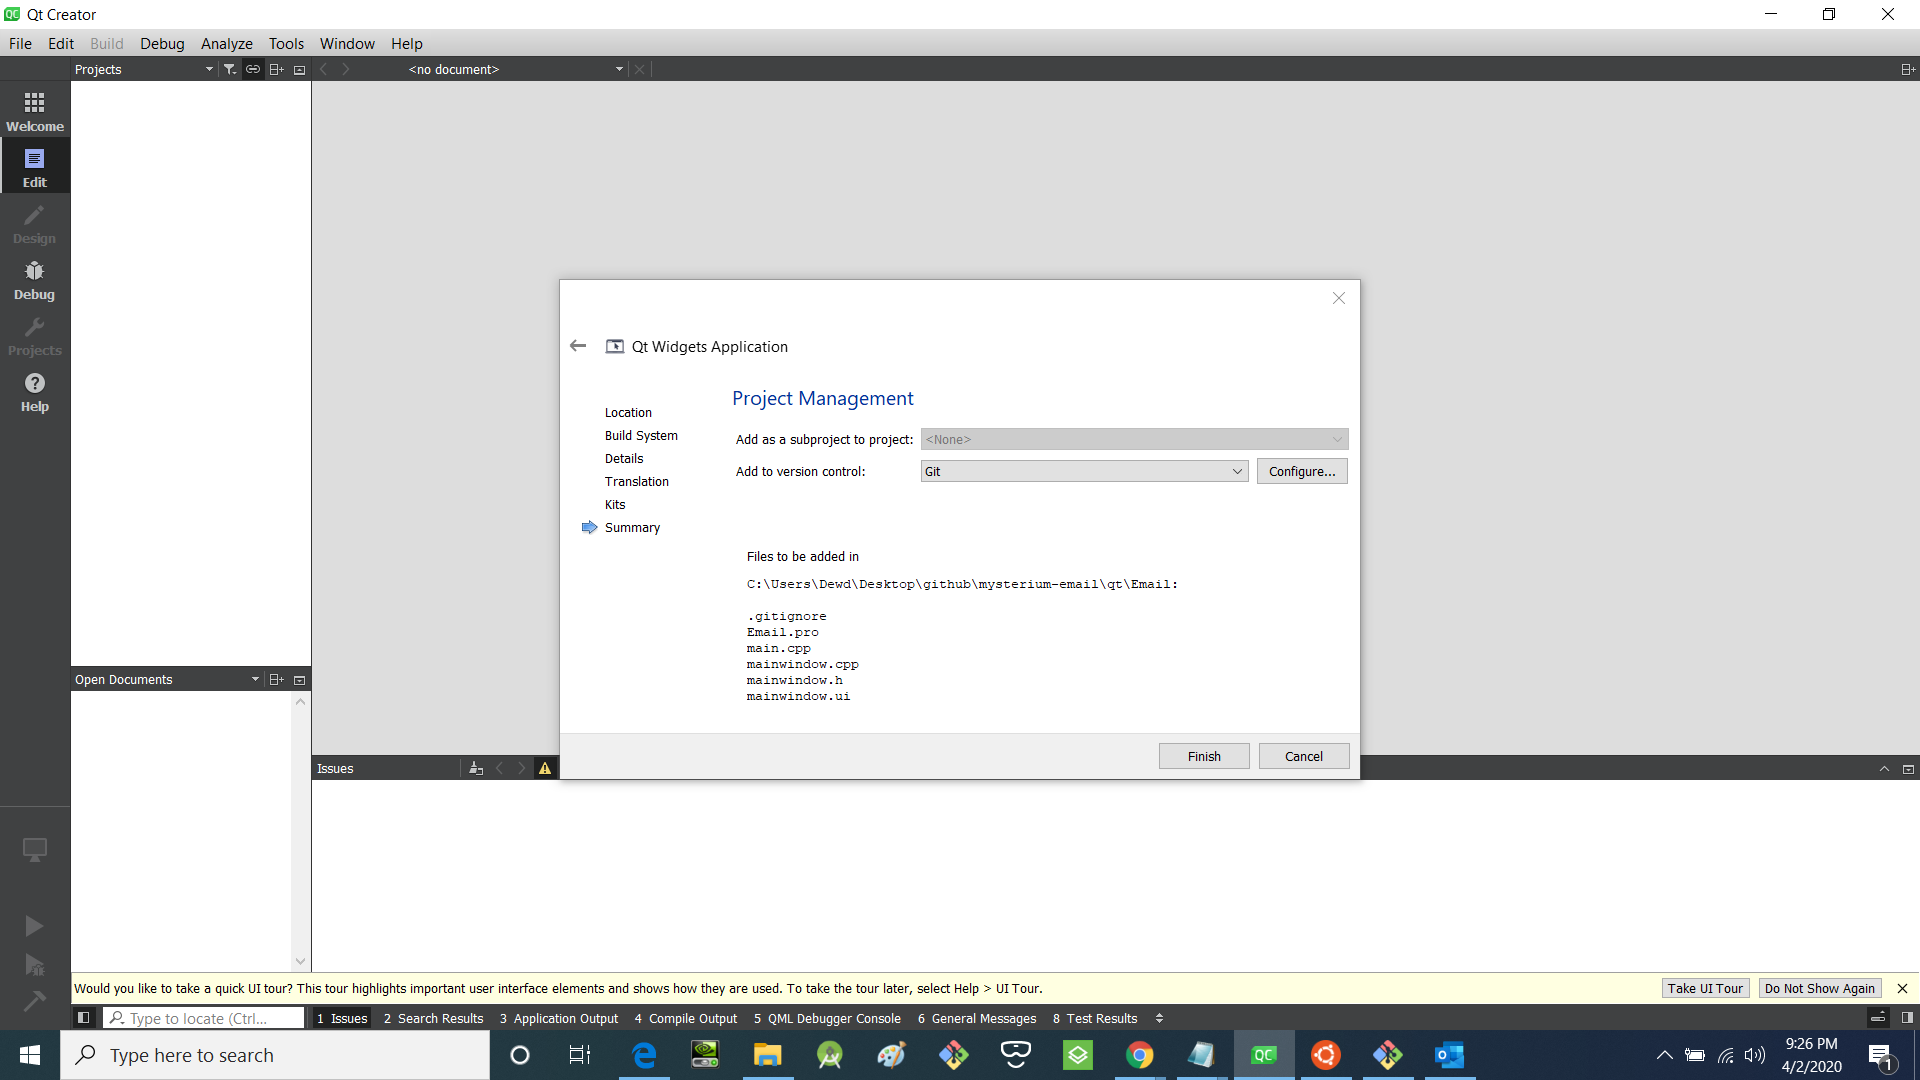 QC Qt Creator
File Edit Build Debug Analyze Tools Window Help
Projects <no document>
Welcome
Edit
Design
Debug
Projects
Help
Qt Widgets Application
Location
Build System
Details
Translation
Kits
Summary
Project Management
Add as a subproject to project: <None>
Add to version control: Git Configure...
Files to be added in
C:\Users\Dewd\Desktop\github\mysterium-email\qt\Email:
.gitignore
Email.pro
main.cpp
mainwindow.cpp
mainwindow.h
mainwindow.ui
Finish Cancel
Open Documents
Issues
Would you like to take a quick UI tour? This tour highlights important user interface elements and shows how they are used. To take the tour later, select Help > UI Tour. Take UI Tour Do Not Show Again
Type to locate (Ctrl... 1 Issues 2 Search Results 3 Application Output 4 Compile Output 5 QML Debugger Console 6 General Messages 8 Test Results
Type here to search QC 9:26 PM
4/2/2020 1